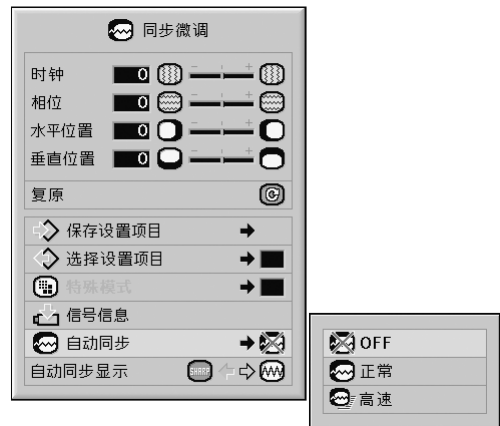 同步微调
时钟 0
相位 0
水平位置 0
垂直位置 0
复原
保存设置项目
选择设置项目
特殊模式
信号信息
自动同步
自动同步显示 SHARP
OFF
正常
高速